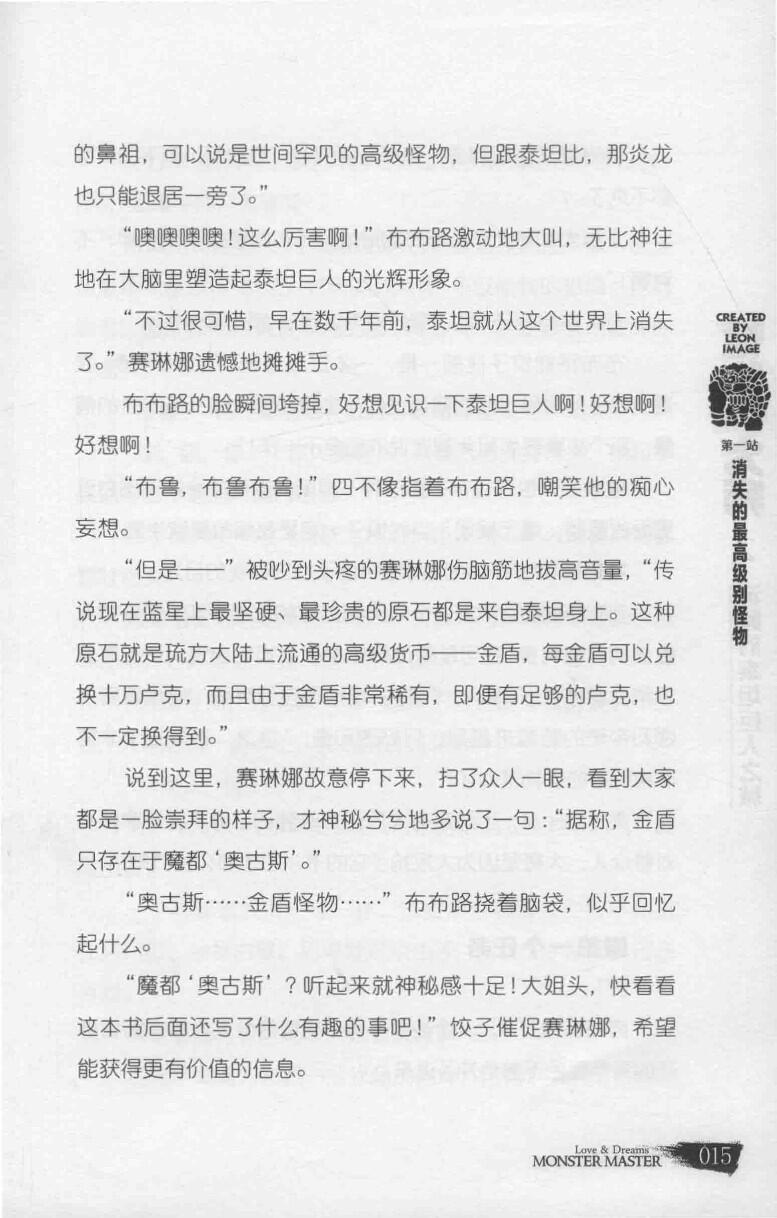 的鼻祖，可以说是世间罕见的高级怪物，但跟泰坦比，那炎龙
也只能退居一旁了。”
“噢噢噢噢！这么厉害啊！”布布路激动地大叫，无比神往
地在大脑里塑造起泰坦巨人的光辉形象。
“不过很可惜，早在数千年前，泰坦就从这个世界上消失
了。”赛琳娜遗憾地摊摊手。
布布路的脸瞬间垮掉，好想见识一下泰坦巨人啊！好想啊！
好想啊！
“布鲁，布鲁布鲁！”四不像指着布布路，嘲笑他的痴心
妄想。
“但是——”被吵到头疼的赛琳娜伤脑筋地拔高音量，“传
说现在蓝星上最坚硬、最珍贵的原石都是来自泰坦身上。这种
原石就是琉方大陆上流通的高级货币——金盾，每金盾可以兑
换十万卢克，而且由于金盾非常稀有，即便有足够的卢克，也
不一定换得到。”
说到这里，赛琳娜故意停下来，扫了众人一眼，看到大家
都是一脸崇拜的样子，才神秘兮兮地多说了一句：“据称，金盾
只存在于魔都‘奥古斯’。”
“奥古斯……金盾怪物……”布布路挠着脑袋，似乎回忆
起什么。
“魔都‘奥古斯’？听起来就神秘感十足！大姐头，快看看
这本书后面还写了什么有趣的事吧！”饺子催促赛琳娜，希望
能获得更有价值的信息。
CREATED
BY
LEON
IMAGE
第一站
消失的最高级别怪物
Love & Dreams
MONSTER MASTER
015